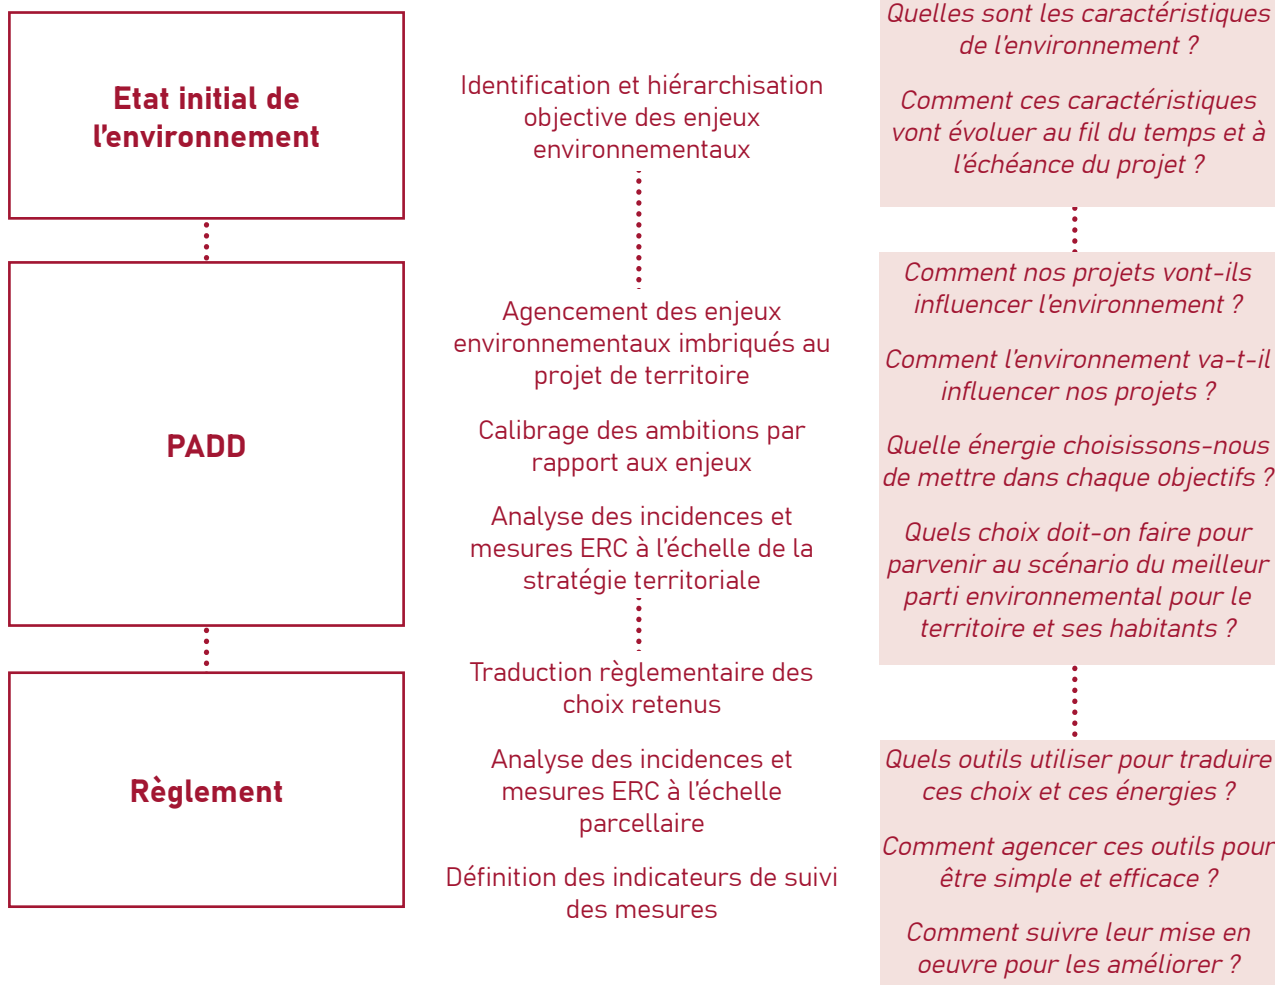 Etat initial de
l'environnement
Identification et hiérarchisation
objective des enjeux
environnementaux
Quelles sont les caractéristiques
de l'environnement ?
Comment ces caractéristiques
vont évoluer au fil du temps et à
l'échéance du projet ?
PADD
Agencement des enjeux
environnementaux imbriqués au
projet de territoire
Calibrage des ambitions par
rapport aux enjeux
Analyse des incidences et
mesures ERC à l'échelle de la
stratégie territoriale
Comment nos projets vont-ils
influencer l'environnement ?
Comment l'environnement va-t-il
influencer nos projets ?
Quelle énergie choisissons-nous
de mettre dans chaque objectifs ?
Quels choix doit-on faire pour
parvenir au scénario du meilleur
parti environnemental pour le
territoire et ses habitants ?
Règlement
Traduction règlementaire des
choix retenus
Analyse des incidences et
mesures ERC à l'échelle
parcellaire
Définition des indicateurs de suivi
des mesures
Quels outils utiliser pour traduire
ces choix et ces énergies ?
Comment agencer ces outils pour
être simple et efficace ?
Comment suivre leur mise en
oeuvre pour les améliorer ?